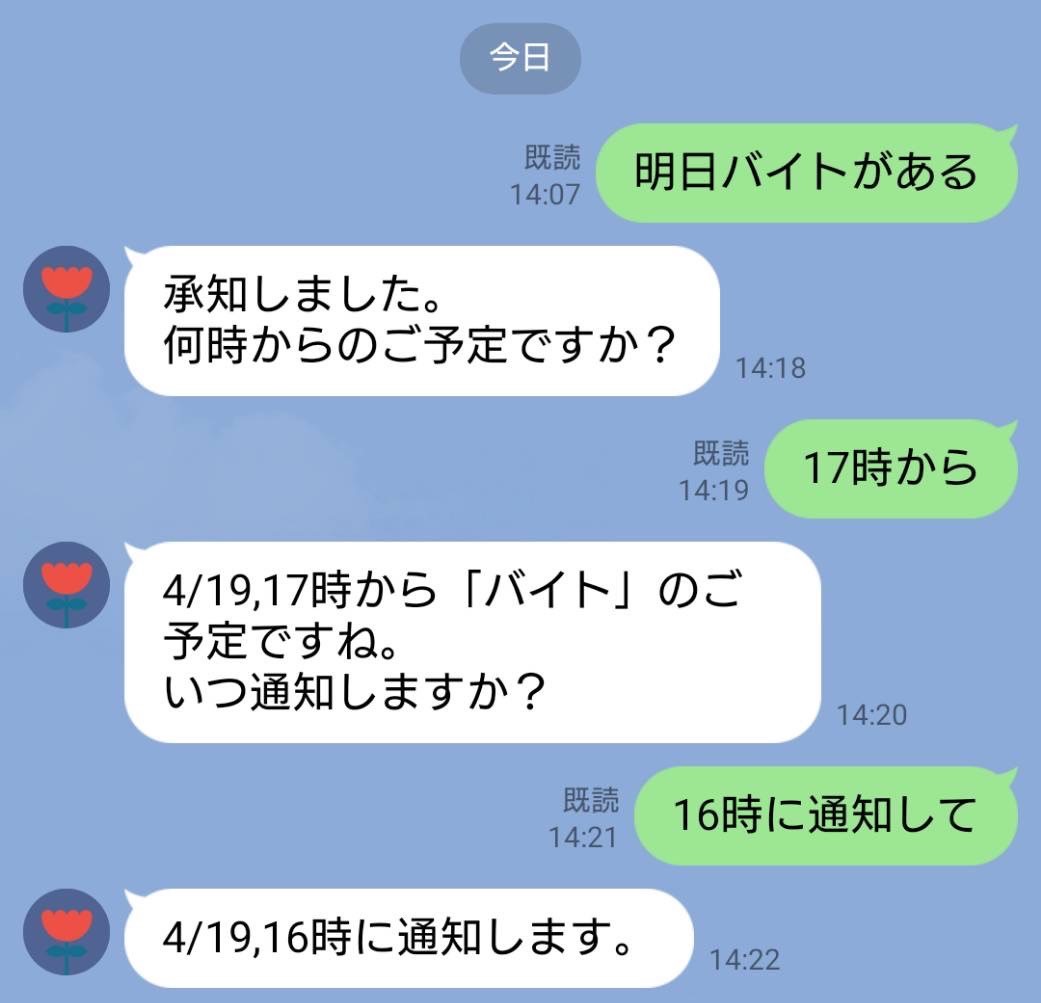 今日
既読
14:07
明日バイトがある
承知しました。
何時からのご予定ですか？
14:18
既読
14:19
17時から
4/19,17時から「バイト」のご
予定ですね。
いつ通知しますか？
14:20
既読
14:21
16時に通知して
4/19,16時に通知します。
14:22